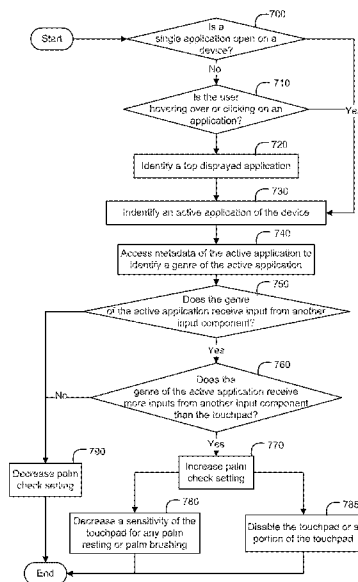 700
Is a
single application open on a
device?
Start
No
710
Is the user
hovering over or clicking on an
application?
Yes
720
Identify a top displayed application
730
Indentify an active application of the device
740
Access metadata of the active application to
identify a genre of the active application
750
Does the genre
of the active application receive input from another
input component?
Yes
760
Does the
genre of the active application receive
more inputs from another input component
than the touchpad?
No
Yes
770
790
Increase palm
check setting
Decrease palm
check setting
780
785
Decrease a sensitivity of the
touchpad for any palm
resting or palm brushing
Disable the touchpad or a
portion of the touchpad
End